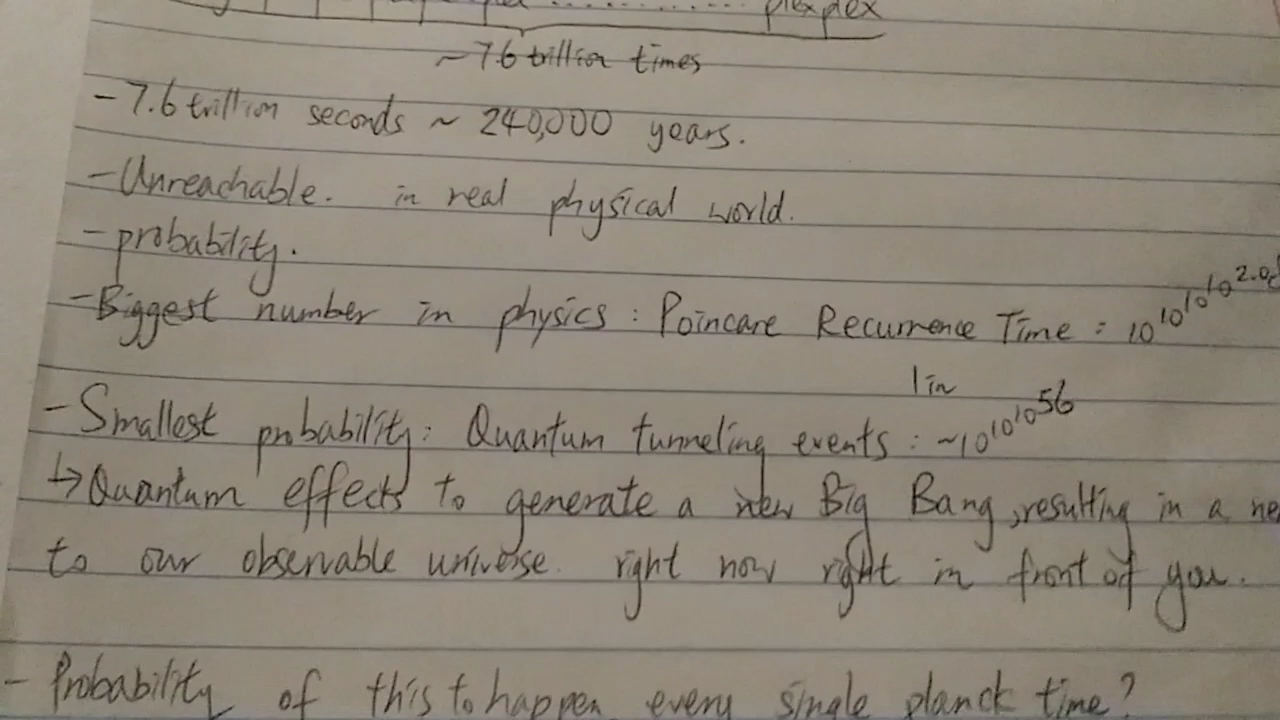 plexplex
~7.6 trillion times
-7.6 trillion seconds ~ 240,000 years.
-Unreachable. in real physical world.
-probability.
-Biggest number in physics : Poincare Recurrence Time : 10^10^10^10^2.0
1 in
-Smallest probability: Quantum tunneling events : ~10^10^10^56
↳Quantum effects to generate a new Big Bang, resulting in a
to our observable universe. right now right in front of you.
- Probability of this to happen every single planck time?